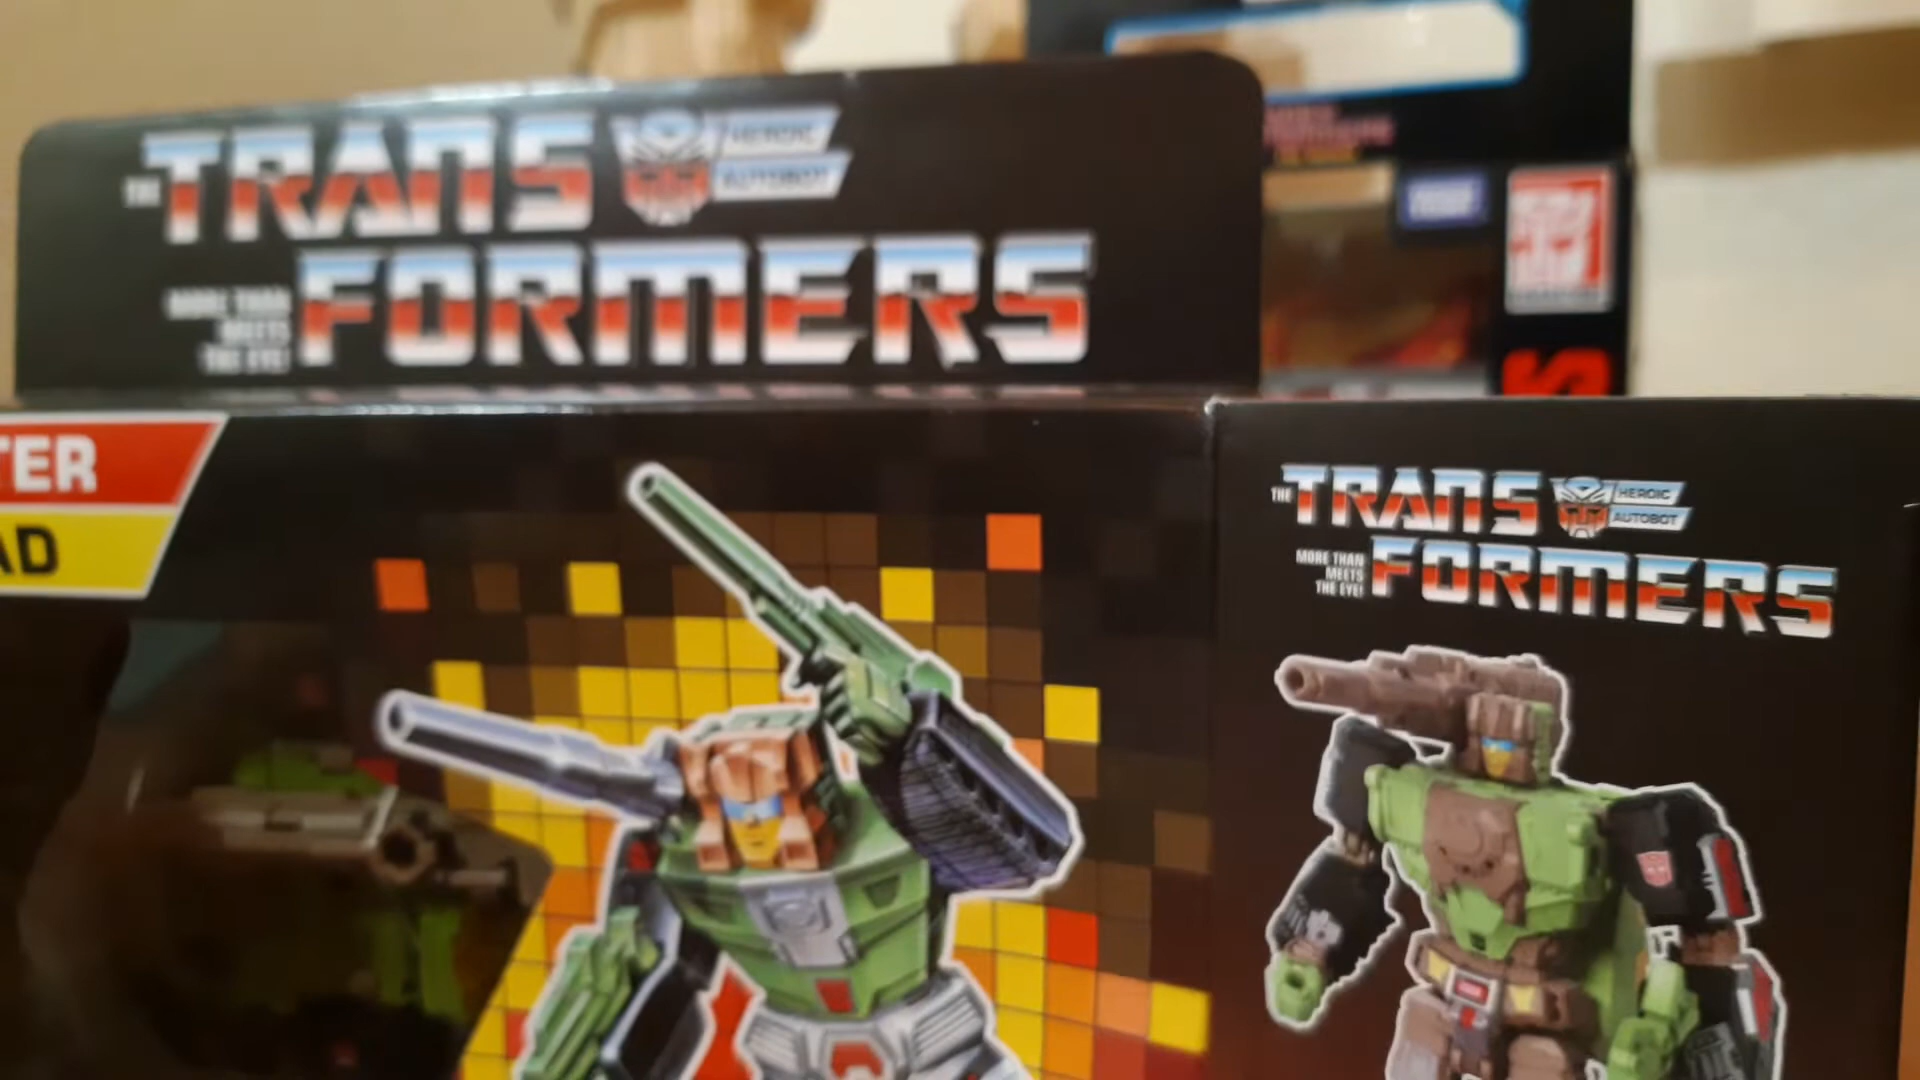 THE TRANS HEROIC
AUTOBOT
MORE THAN
MEETS
THE EYE!
FORMERS
TER
AD
THE TRANS HEROIC
AUTOBOT
MORE THAN
MEETS
THE EYE!
FORMERS